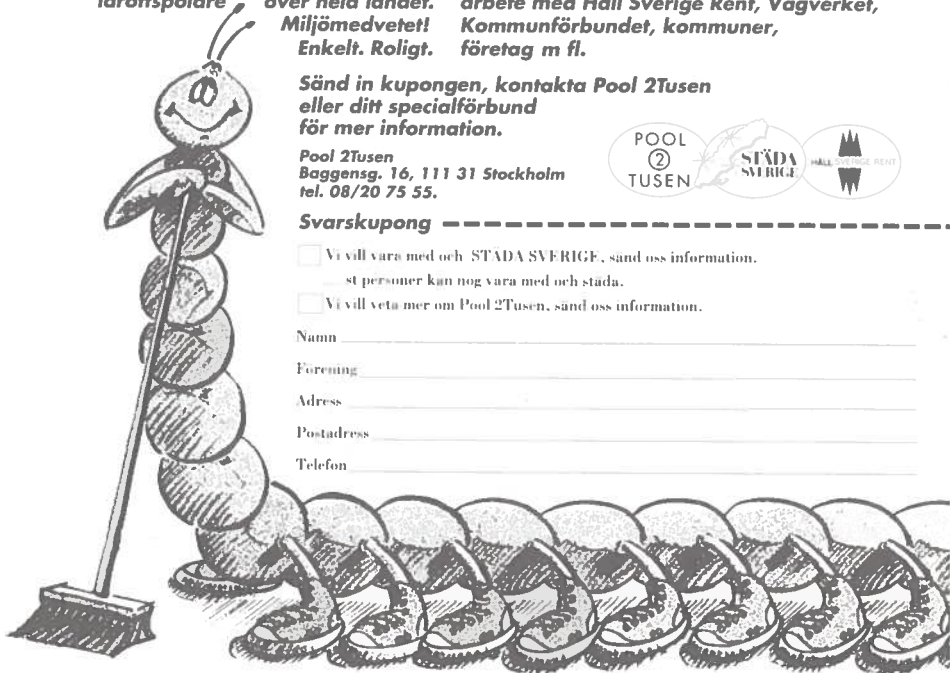 idrottspolare över hela landet. arbete med Håll Sverige Rent, Vägverket,
Miljömedvetet! Kommunförbundet, kommuner,
Enkelt. Roligt. företag m fl.
Sänd in kupongen, kontakta Pool 2Tusen
eller ditt specialförbund
för mer information.
Pool 2Tusen
Baggensg. 16, 111 31 Stockholm
tel. 08/20 75 55.
POOL
2
TUSEN
STÄDA
SVERIGE
HÅLL SVERIGE RENT
Svarskupong
Vi vill vara med och STÄDA SVERIGE, sänd oss information.
st personer kan nog vara med och städa.
Vi vill veta mer om Pool 2Tusen, sänd oss information.
Namn
Förening
Adress
Postadress
Telefon